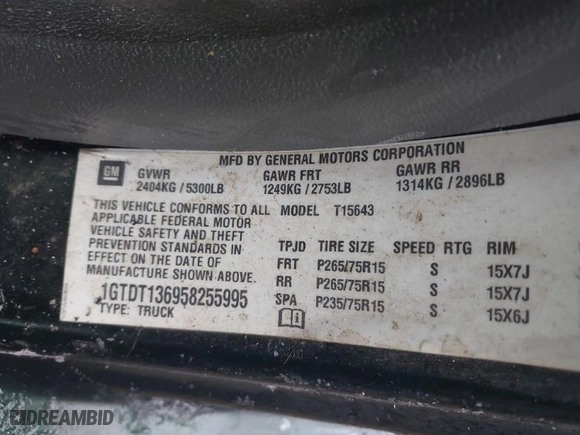 MFD BY GENERAL MOTORS CORPORATION
GM GVWR GAWR FRT GAWR RR
2404KG / 5300LB 1249KG / 2753LB 1314KG / 2896LB
THIS VEHICLE CONFORMS TO ALL MODEL T15643
APPLICABLE FEDERAL MOTOR
VEHICLE SAFETY AND THEFT
PREVENTION STANDARDS IN
EFFECT ON THE DATE OF
MANUFACTURE SHOWN ABOVE.
1GTDT136958255995
TYPE: TRUCK
TPJD TIRE SIZE SPEED RTG RIM
FRT P265/75R15 S 15X7J
RR P265/75R15 S 15X7J
SPA P235/75R15 S 15X6J
DREAMBID